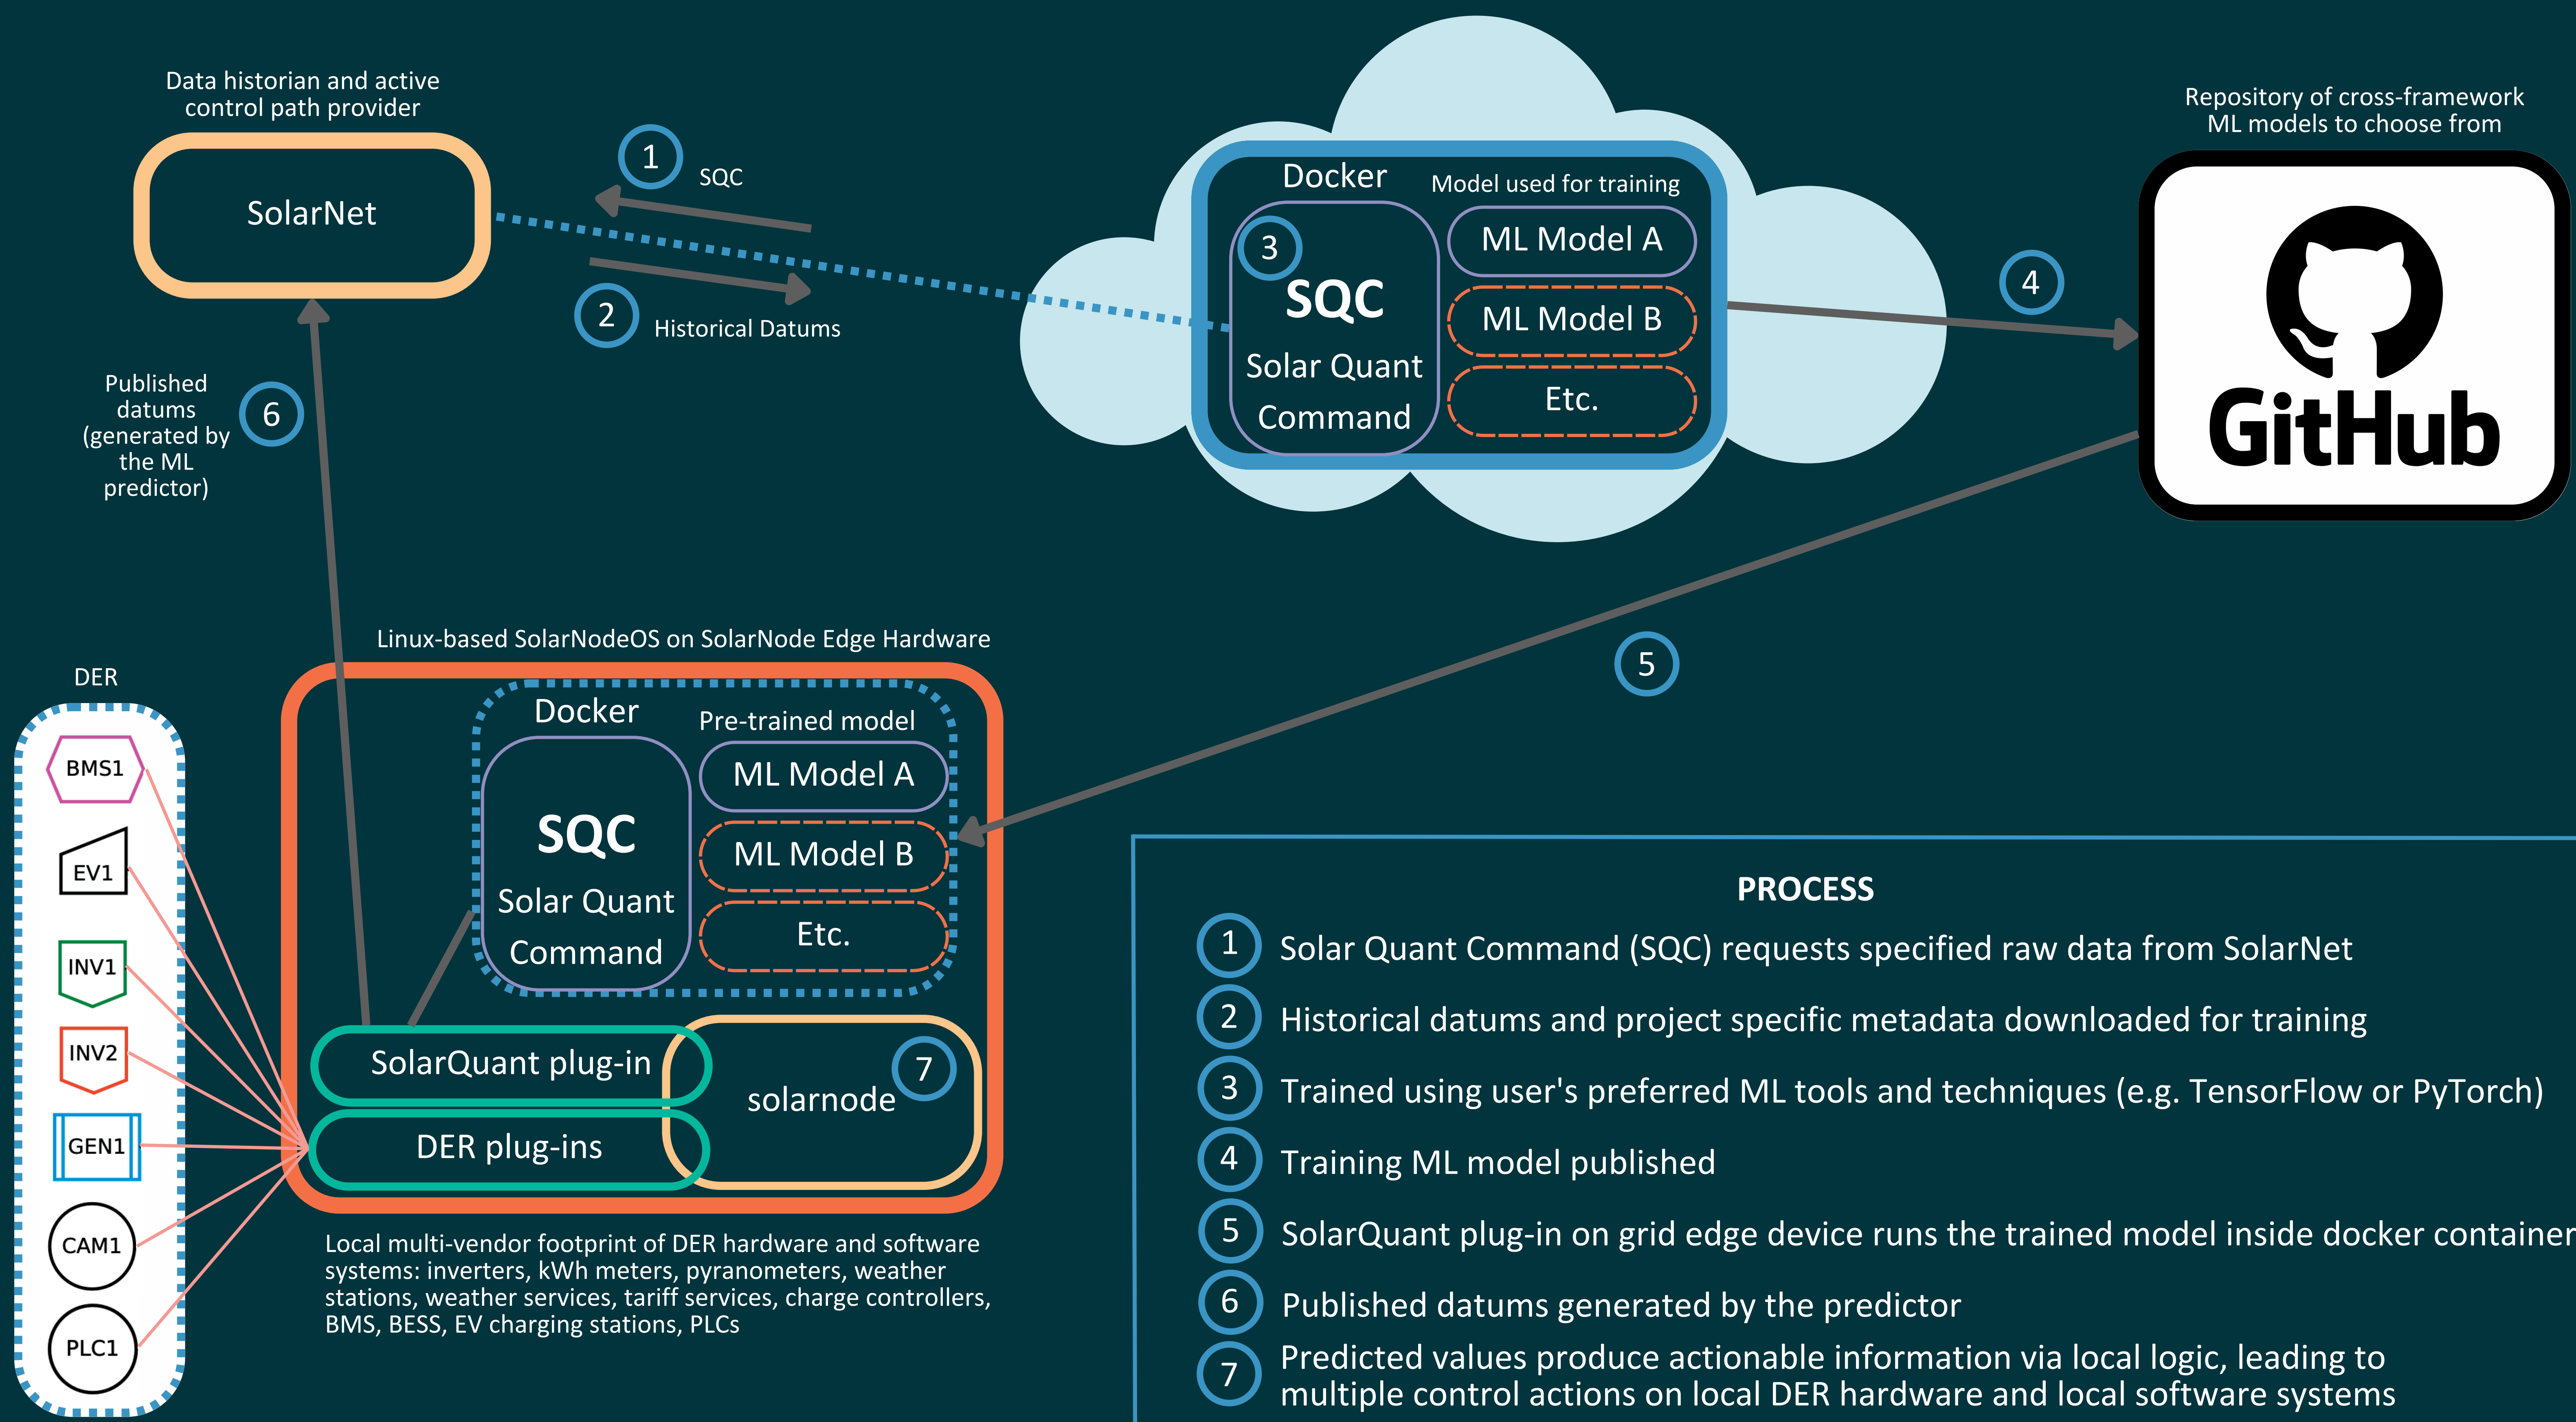 Data historian and active
control path provider
SolarNet
1
SQC
2
Historical Datums
Docker
Model used for training
3
SQC
Solar Quant
Command
ML Model A
ML Model B
Etc.
4
Repository of cross-framework
ML models to choose from
GitHub
Published
datums
(generated by
the ML
predictor)
6
5
Linux-based SolarNodeOS on SolarNode Edge Hardware
DER
BMS1
EV1
INV1
INV2
GEN1
CAM1
PLC1
Docker
Pre-trained model
SQC
Solar Quant
Command
ML Model A
ML Model B
Etc.
SolarQuant plug-in
DER plug-ins
solarnode
7
Local multi-vendor footprint of DER hardware and software
systems: inverters, kWh meters, pyranometers, weather
stations, weather services, tariff services, charge controllers,
BMS, BESS, EV charging stations, PLCs
PROCESS
1 Solar Quant Command (SQC) requests specified raw data from SolarNet
2 Historical datums and project specific metadata downloaded for training
3 Trained using user's preferred ML tools and techniques (e.g. TensorFlow or PyTorch)
4 Training ML model published
5 SolarQuant plug-in on grid edge device runs the trained model inside docker container
6 Published datums generated by the predictor
7 Predicted values produce actionable information via local logic, leading to
multiple control actions on local DER hardware and local software systems